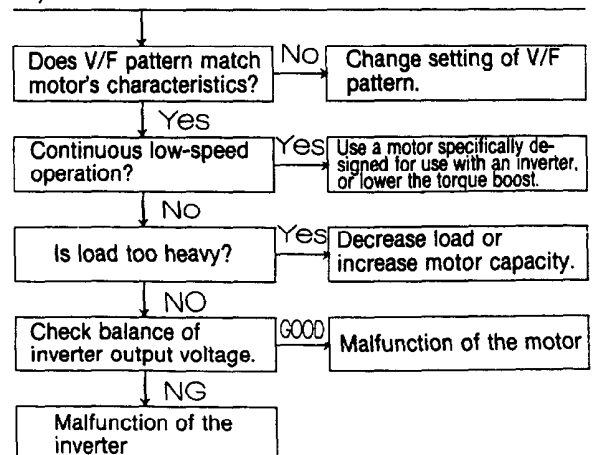 Does V/F pattern match
motor's characteristics?
No
Change setting of V/F
pattern.
Yes
Continuous low-speed
operation?
Yes
Use a motor specifically de-
signed for use with an inverter,
or lower the torque boost.
No
Is load too heavy?
Yes
Decrease load or
increase motor capacity.
NO
Check balance of
inverter output voltage.
GOOD
Malfunction of the motor
NG
Malfunction of the
inverter